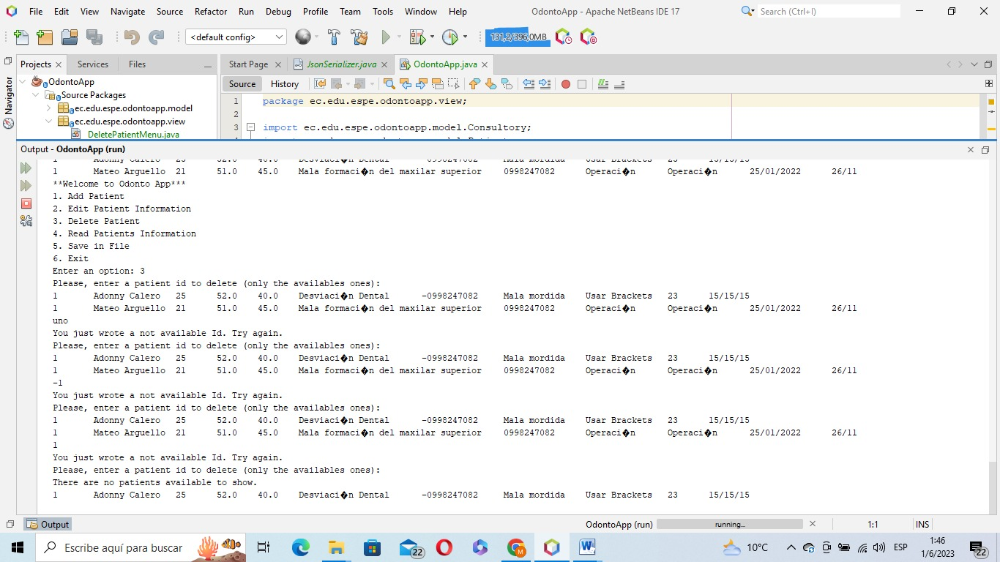 File Edit View Navigate Source Refactor Run Debug Profile Team Tools Window Help OdontoApp - Apache NetBeans IDE 17 Search (Ctrl+I)
<default config> 131,2/396,0MB
Projects Services Files Start Page JsonSerializer.java OdontoApp.java
Navigator
OdontoApp
Source Packages
ec.edu.espe.odontoapp.model
ec.edu.espe.odontoapp.view
DeletePatientMenu.java
Source History
1 package ec.edu.espe.odontoapp.view;
2
3 import ec.edu.espe.odontoapp.model.Consultory;
Output - OdontoApp (run)
1 Adonny Calero 25 52.0 40.0 Desviaci�n Dental -0998247082 Mala mordida Usar Brackets 23 15/15/15
1 Mateo Arguello 21 51.0 45.0 Mala formaci�n del maxilar superior 0998247082 Operaci�n Operaci�n 25/01/2022 26/11
**Welcome to Odonto App***
1. Add Patient
2. Edit Patient Information
3. Delete Patient
4. Read Patients Information
5. Save in File
6. Exit
Enter an option: 3
Please, enter a patient id to delete (only the availables ones):
1 Adonny Calero 25 52.0 40.0 Desviaci�n Dental -0998247082 Mala mordida Usar Brackets 23 15/15/15
1 Mateo Arguello 21 51.0 45.0 Mala formaci�n del maxilar superior 0998247082 Operaci�n Operaci�n 25/01/2022 26/11
uno
You just wrote a not available Id. Try again.
Please, enter a patient id to delete (only the availables ones):
1 Adonny Calero 25 52.0 40.0 Desviaci�n Dental -0998247082 Mala mordida Usar Brackets 23 15/15/15
1 Mateo Arguello 21 51.0 45.0 Mala formaci�n del maxilar superior 0998247082 Operaci�n Operaci�n 25/01/2022 26/11
-1
You just wrote a not available Id. Try again.
Please, enter a patient id to delete (only the availables ones):
1 Adonny Calero 25 52.0 40.0 Desviaci�n Dental -0998247082 Mala mordida Usar Brackets 23 15/15/15
1 Mateo Arguello 21 51.0 45.0 Mala formaci�n del maxilar superior 0998247082 Operaci�n Operaci�n 25/01/2022 26/11
1
You just wrote a not available Id. Try again.
Please, enter a patient id to delete (only the availables ones):
There are no patients available to show.
1 Adonny Calero 25 52.0 40.0 Desviaci�n Dental -0998247082 Mala mordida Usar Brackets 23 15/15/15
Output OdontoApp (run) running... 1:1 INS
Escribe aquí para buscar 22 10°C ESP 1:46
1/6/2023 22